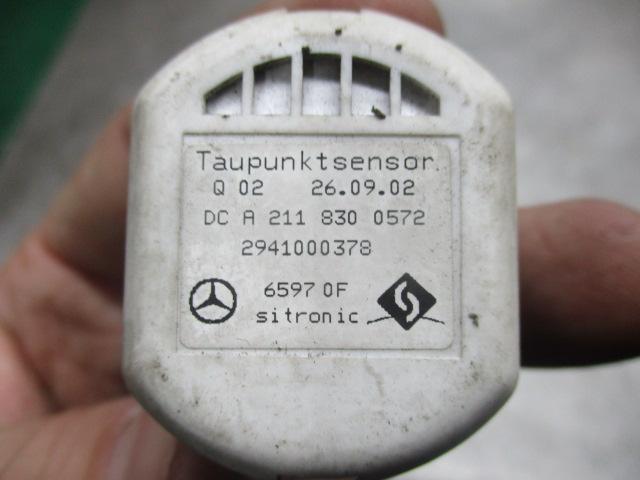 Taupunktsensor
Q 02 26.09.02
DC A 211 830 0572
2941000378
6597 0F
sitronic